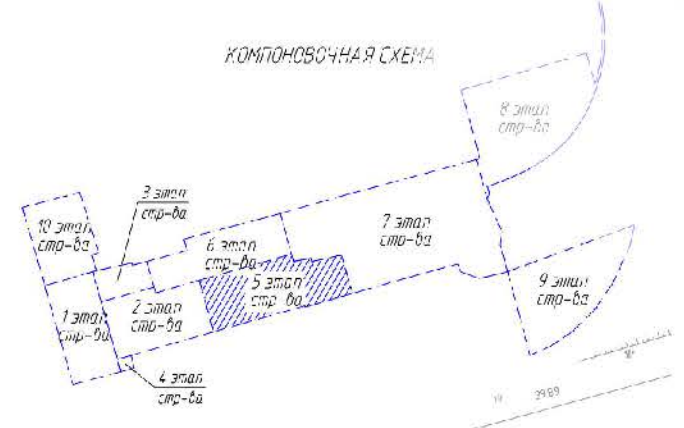 КОМПОНОВОЧНАЯ СХЕМА
8 этап
стр-ва
3 этап
стр-ва
10 этап
стр-ва
7 этап
стр-ва
6 этап
стр-ва
5 этап
стр-ва
9 этап
стр-ва
2 этап
стр-ва
1 этап
стр-ва
4 этап
стр-ва
3989